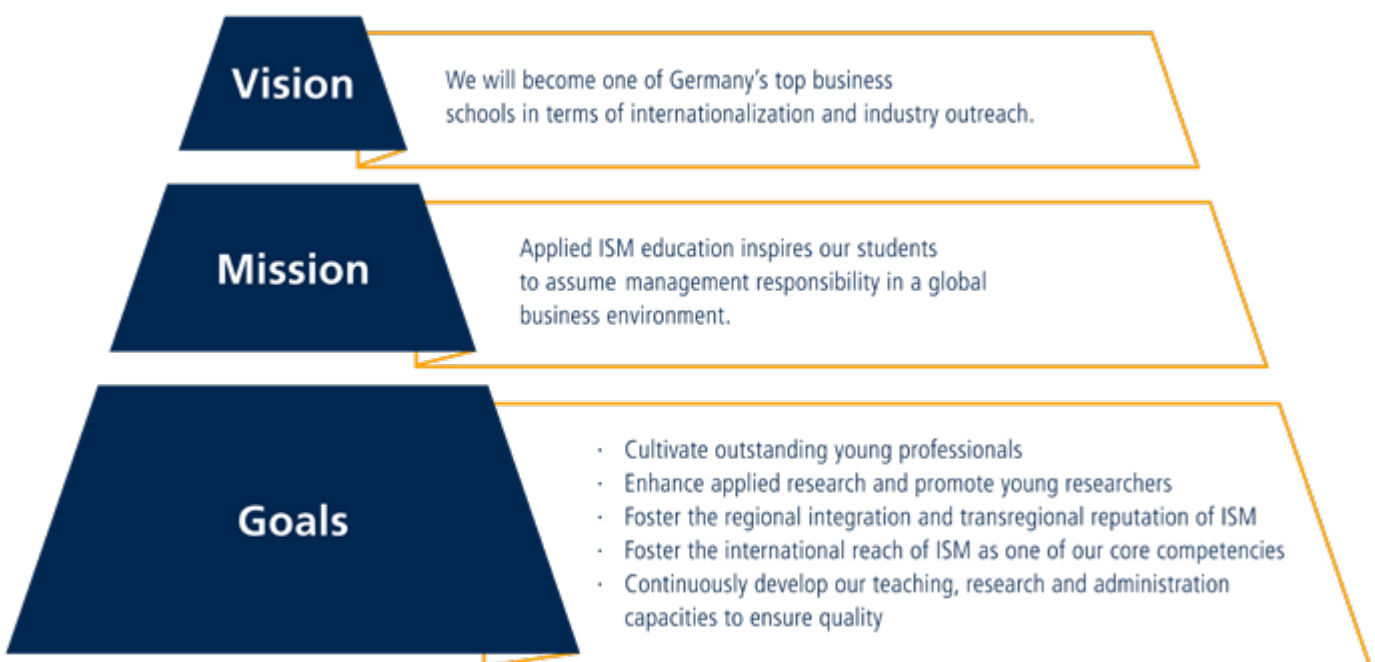 Vision
We will become one of Germany's top business
schools in terms of internationalization and industry outreach.
Mission
Applied ISM education inspires our students
to assume management responsibility in a global
business environment.
Goals
· Cultivate outstanding young professionals
· Enhance applied research and promote young researchers
· Foster the regional integration and transregional reputation of ISM
· Foster the international reach of ISM as one of our core competencies
· Continuously develop our teaching, research and administration
capacities to ensure quality